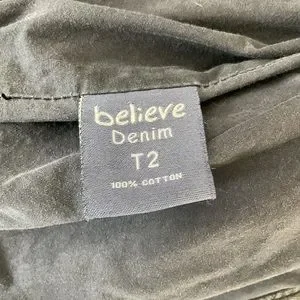 believe
Denim
T2
100% COTTON